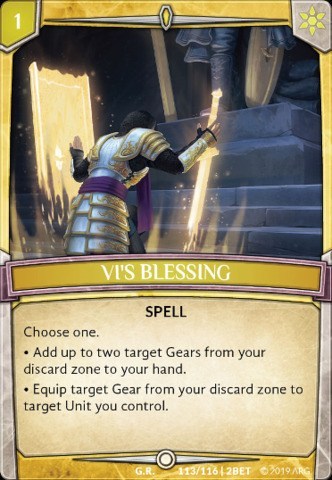 1
VI'S BLESSING
SPELL
Choose one.
• Add up to two target Gears from your
discard zone to your hand.
• Equip target Gear from your discard zone to
target Unit you control.
G.R. 113/116 | 2BET © 2019 ARG